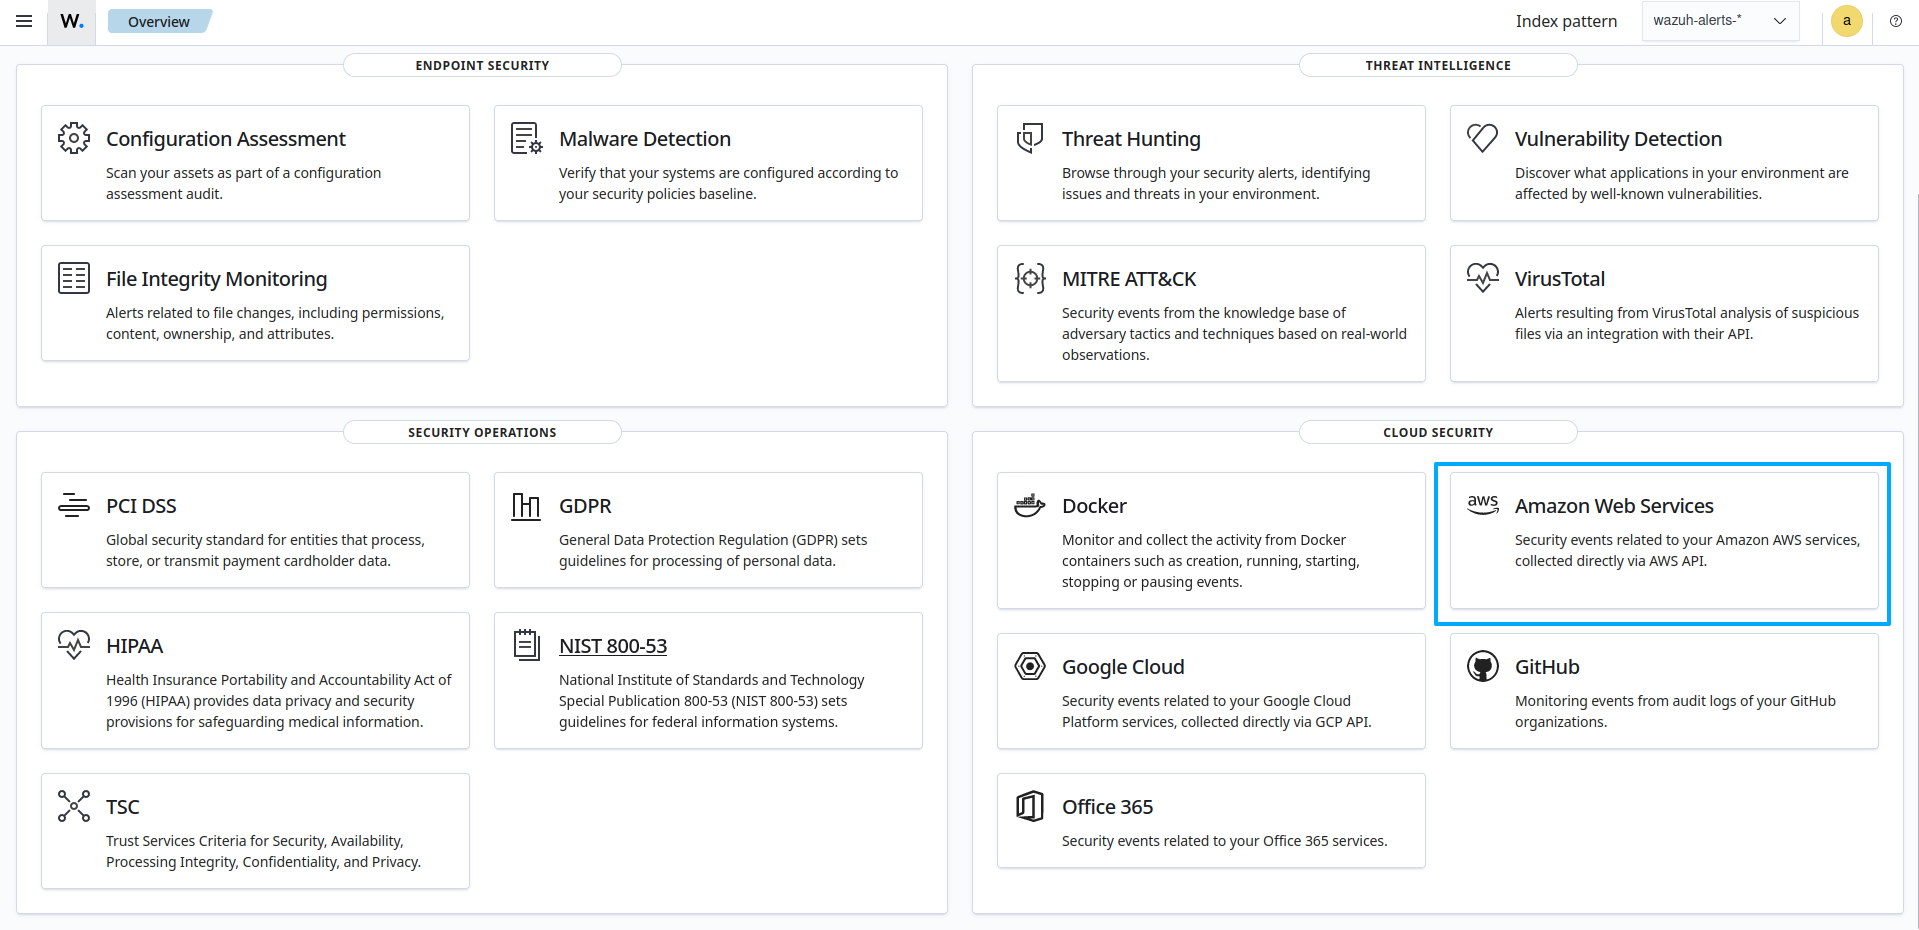 W.
Overview
Index pattern
wazuh-alerts-*
a
ENDPOINT SECURITY
Configuration Assessment
Scan your assets as part of a configuration
assessment audit.
Malware Detection
Verify that your systems are configured according to
your security policies baseline.
File Integrity Monitoring
Alerts related to file changes, including permissions,
content, ownership, and attributes.
THREAT INTELLIGENCE
Threat Hunting
Browse through your security alerts, identifying
issues and threats in your environment.
Vulnerability Detection
Discover what applications in your environment are
affected by well-known vulnerabilities.
MITRE ATT&CK
Security events from the knowledge base of
adversary tactics and techniques based on real-world
observations.
VirusTotal
Alerts resulting from VirusTotal analysis of suspicious
files via an integration with their API.
SECURITY OPERATIONS
PCI DSS
Global security standard for entities that process,
store, or transmit payment cardholder data.
GDPR
General Data Protection Regulation (GDPR) sets
guidelines for processing of personal data.
HIPAA
Health Insurance Portability and Accountability Act of
1996 (HIPAA) provides data privacy and security
provisions for safeguarding medical information.
NIST 800-53
National Institute of Standards and Technology
Special Publication 800-53 (NIST 800-53) sets
guidelines for federal information systems.
TSC
Trust Services Criteria for Security, Availability,
Processing Integrity, Confidentiality, and Privacy.
CLOUD SECURITY
Docker
Monitor and collect the activity from Docker
containers such as creation, running, starting,
stopping or pausing events.
aws
Amazon Web Services
Security events related to your Amazon AWS services,
collected directly via AWS API.
Google Cloud
Security events related to your Google Cloud
Platform services, collected directly via GCP API.
GitHub
Monitoring events from audit logs of your GitHub
organizations.
Office 365
Security events related to your Office 365 services.